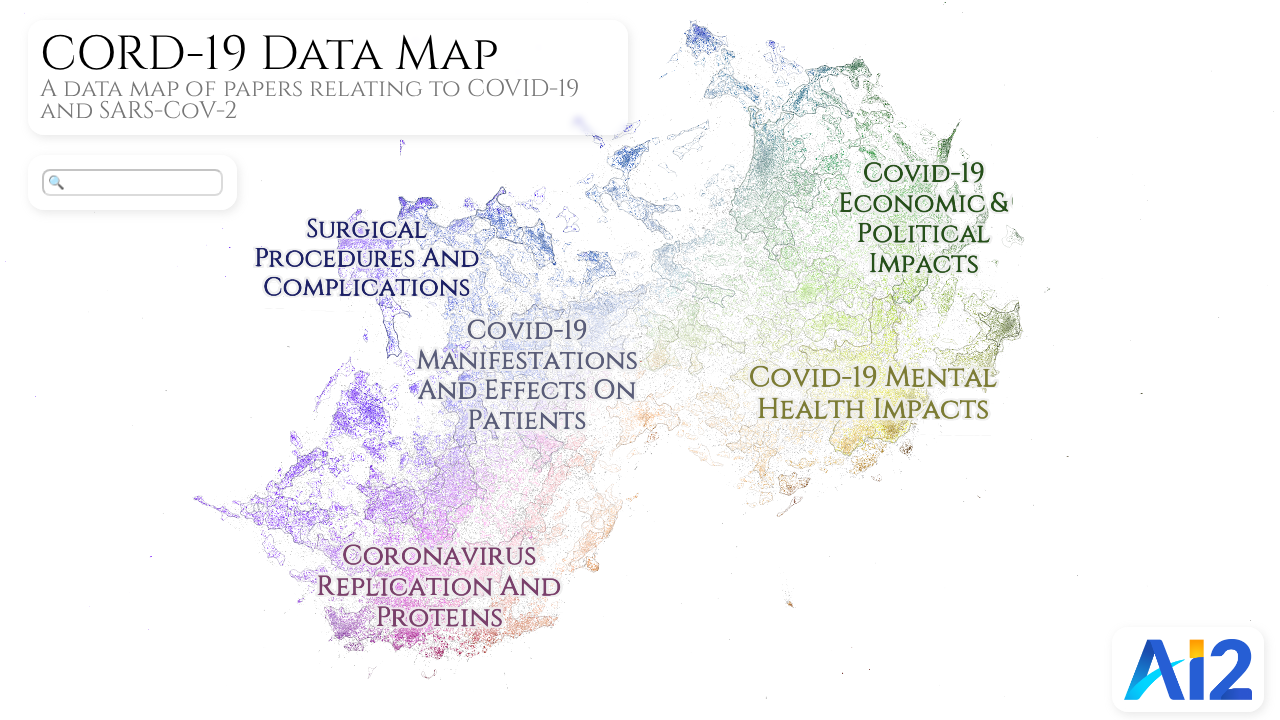 CORD-19 Data Map
A data map of papers relating to COVID-19
and SARS-CoV-2
Surgical
Procedures And
Complications
Covid-19
Economic &
Political
Impacts
Covid-19
Manifestations
And Effects On
Patients
Covid-19 Mental
Health Impacts
Coronavirus
Replication And
Proteins
Ai2